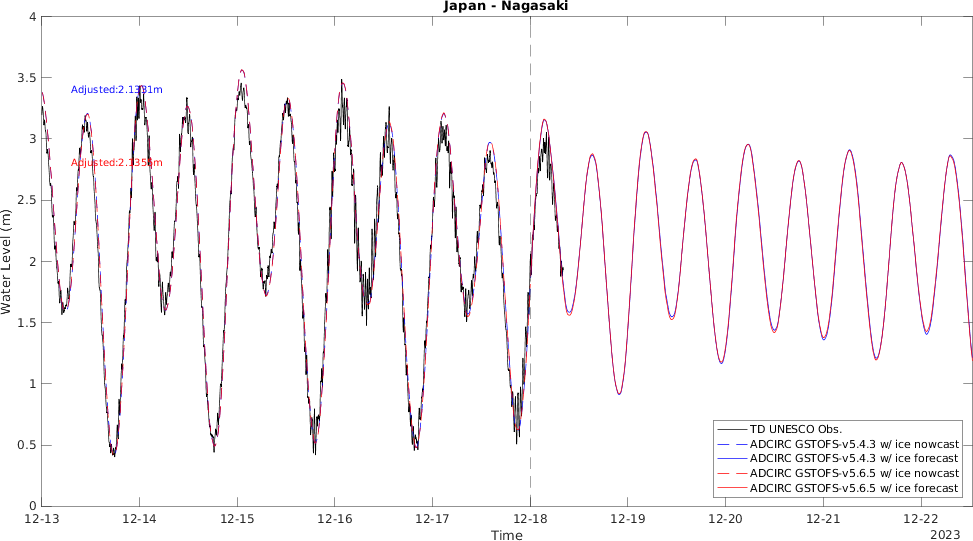 Japan - Nagasaki
4
3.5
3
2.5
2
1.5
1
0.5
0
Water Level (m)
Adjusted:2.1331m
Adjusted:2.1356m
TD UNESCO Obs.
ADCIRC GSTOFS-v5.4.3 w/ ice nowcast
ADCIRC GSTOFS-v5.4.3 w/ ice forecast
ADCIRC GSTOFS-v5.6.5 w/ ice nowcast
ADCIRC GSTOFS-v5.6.5 w/ ice forecast
12-13 12-14 12-15 12-16 12-17 12-18 12-19 12-20 12-21 12-22
Time
2023